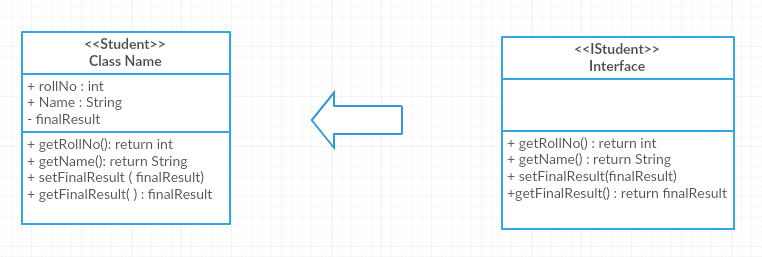 <<Student>>
Class Name
+ rollNo : int
+ Name : String
- finalResult
+ getRollNo(): return int
+ getName(): return String
+ setFinalResult ( finalResult)
+ getFinalResult( ) : finalResult
<<IStudent>>
Interface
+ getRollNo() : return int
+ getName() : return String
+ setFinalResult(finalResult)
+getFinalResult() : return finalResult